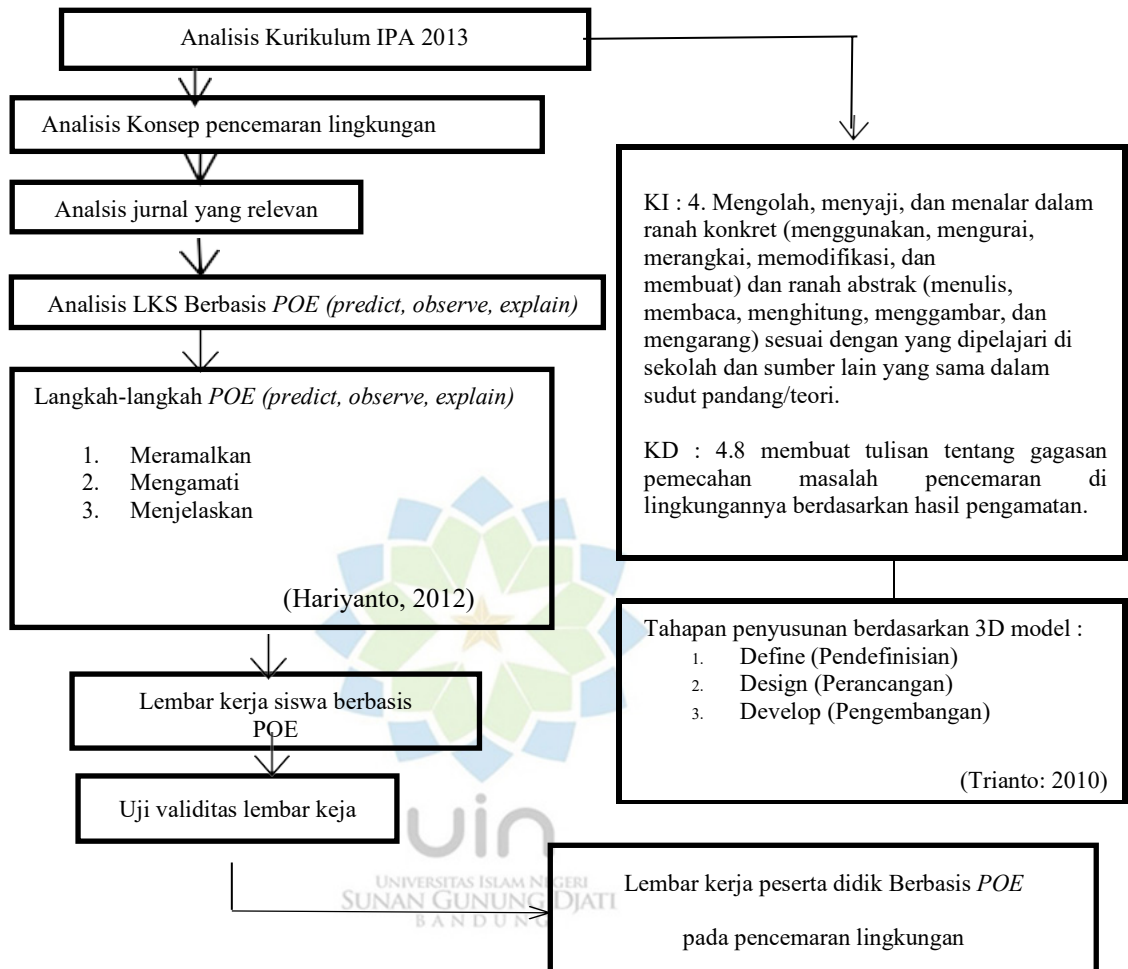 Analisis Kurikulum IPA 2013
Analisis Konsep pencemaran lingkungan
Analsis jurnal yang relevan
Analisis LKS Berbasis POE (predict, observe, explain)
Langkah-langkah POE (predict, observe, explain)
1. Meramalkan
2. Mengamati
3. Menjelaskan
(Hariyanto, 2012)
Lembar kerja siswa berbasis
POE
Uji validitas lembar keja
KI : 4. Mengolah, menyaji, dan menalar dalam
ranah konkret (menggunakan, mengurai,
merangkai, memodifikasi, dan
membuat) dan ranah abstrak (menulis,
membaca, menghitung, menggambar, dan
mengarang) sesuai dengan yang dipelajari di
sekolah dan sumber lain yang sama dalam
sudut pandang/teori.
KD : 4.8 membuat tulisan tentang gagasan
pemecahan masalah pencemaran di
lingkungannya berdasarkan hasil pengamatan.
Tahapan penyusunan berdasarkan 3D model :
1. Define (Pendefinisian)
2. Design (Perancangan)
3. Develop (Pengembangan)
(Trianto: 2010)
Lembar kerja peserta didik Berbasis POE
pada pencemaran lingkungan
uin
UNIVERSITAS ISLAM NEGERI
SUNAN GUNUNG DJATI
BANDUNG